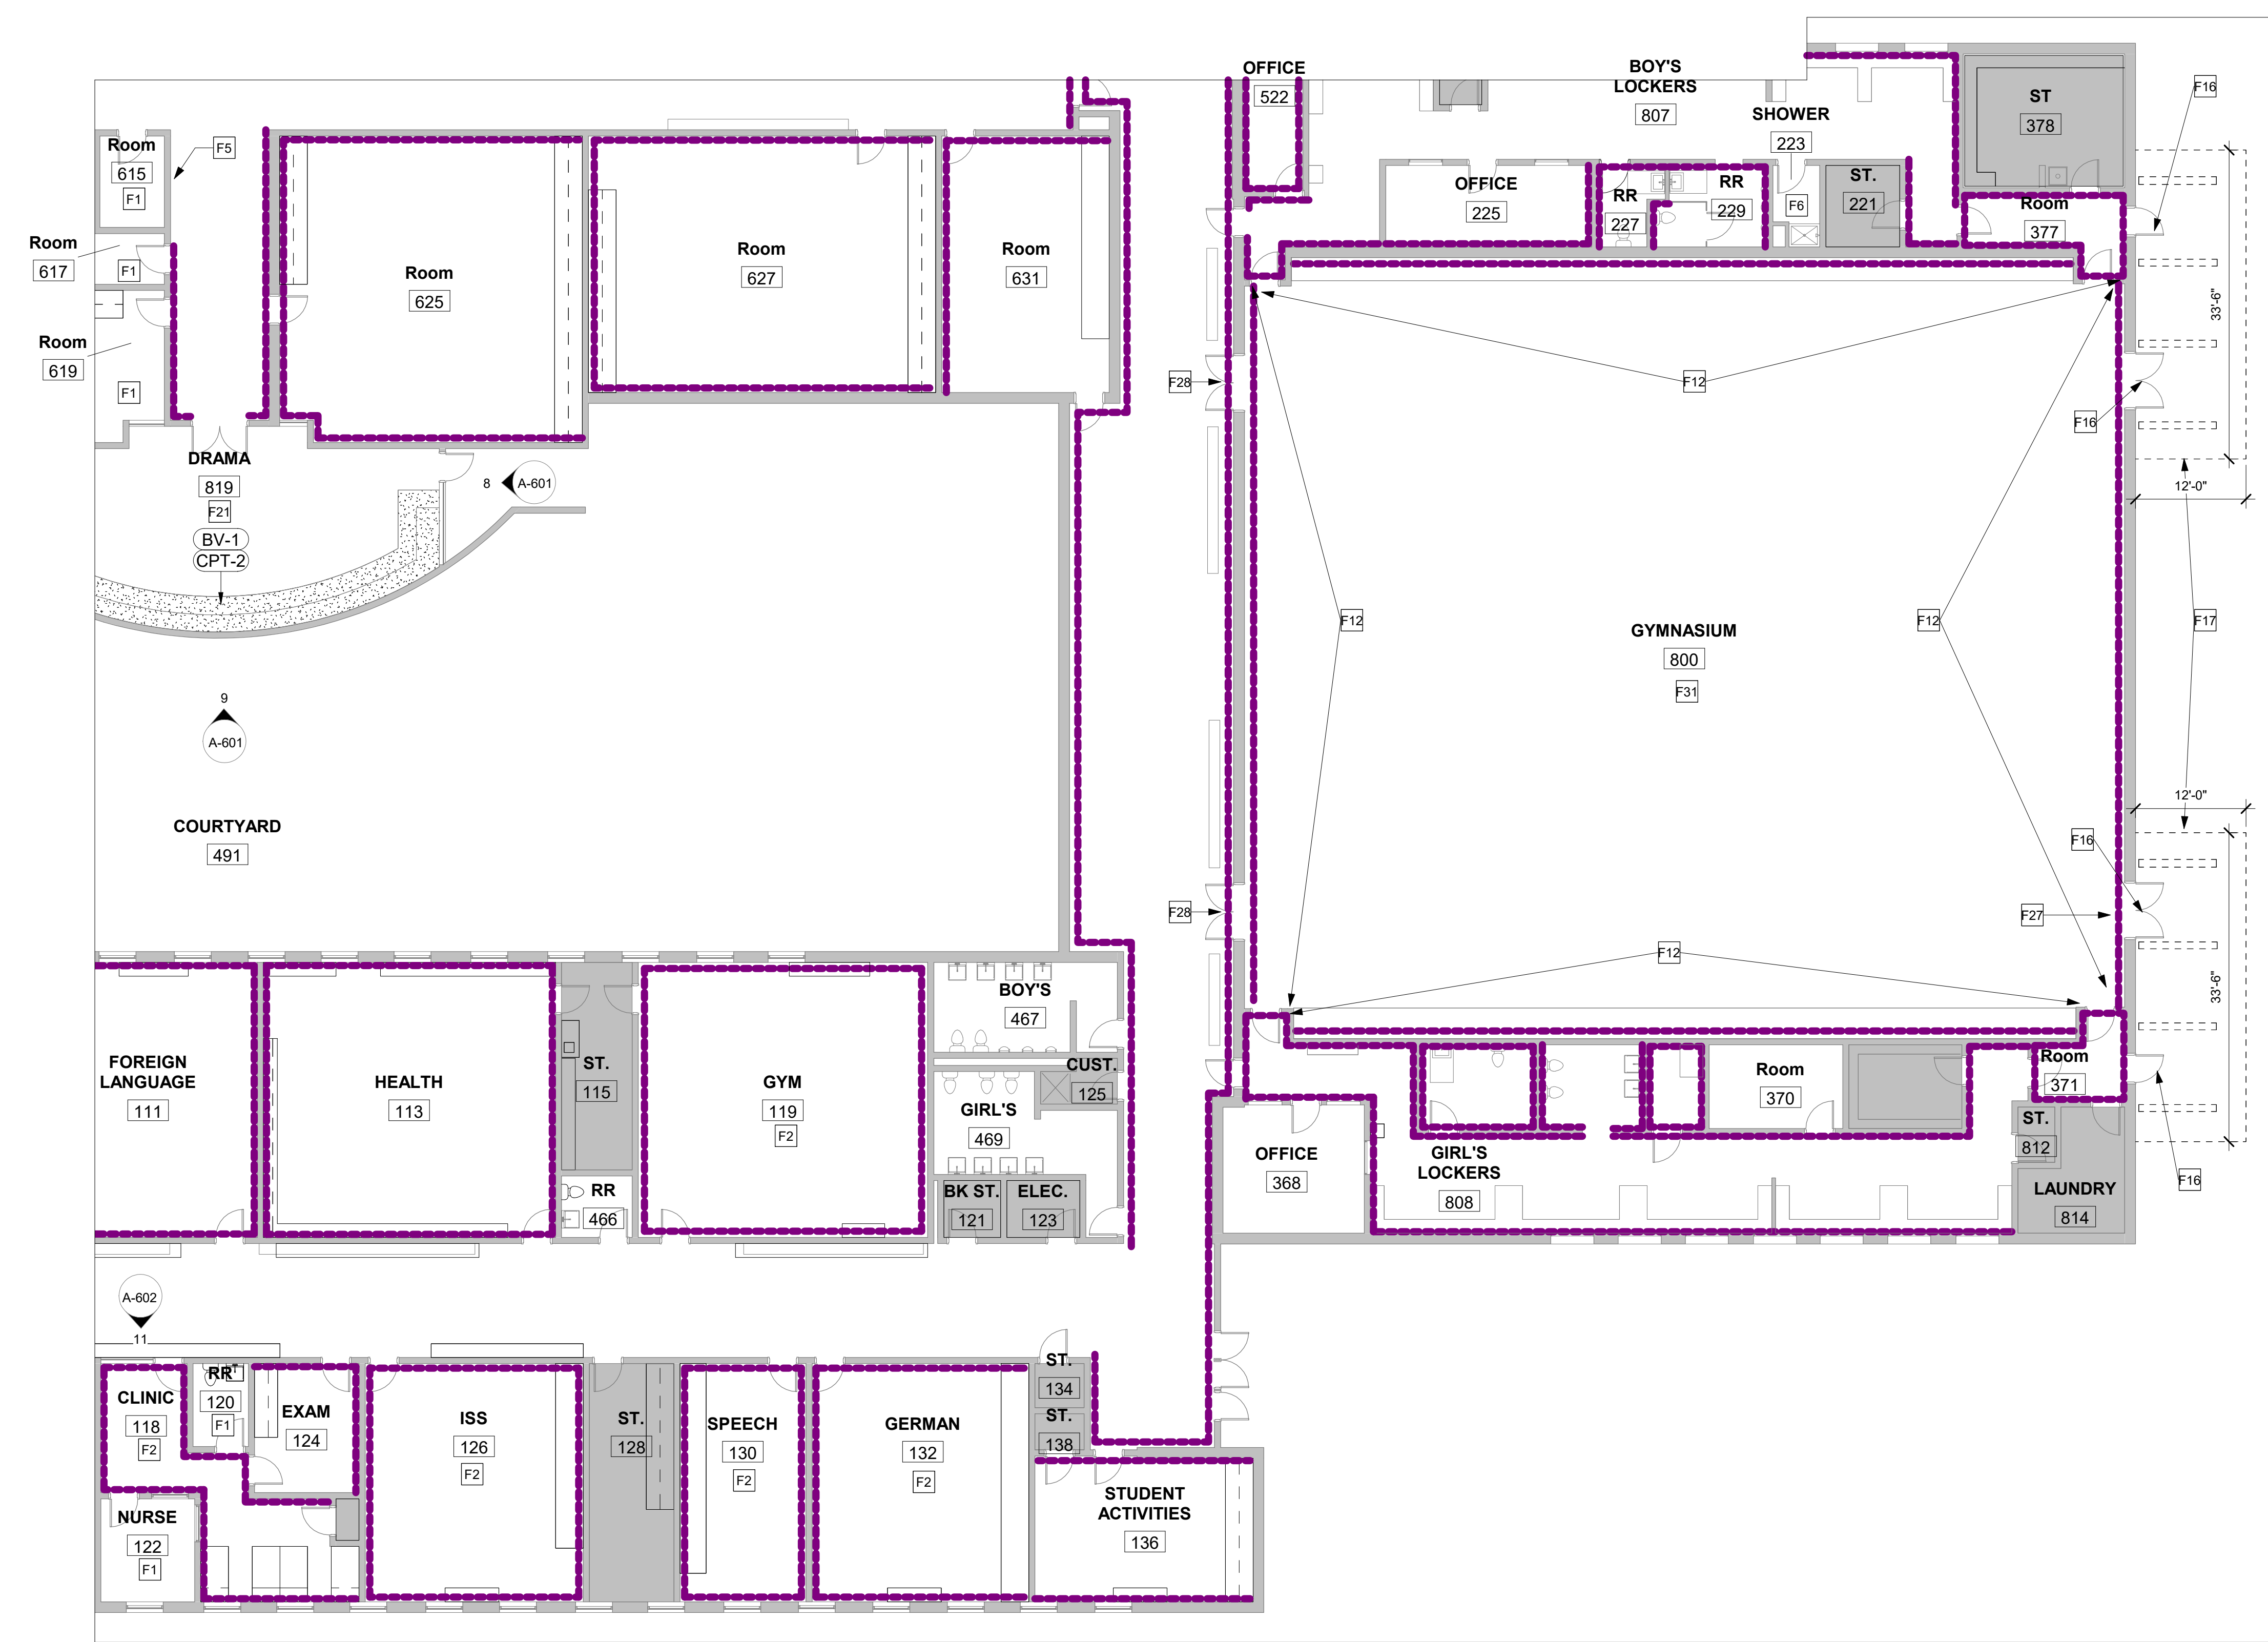 OFFICE
522
BOY'S
LOCKERS
807
SHOWER
223
F6
ST
378
F16
Room
615
F1
F5
Room
617
F1
Room
619
F1
Room
625
Room
627
Room
631
OFFICE
225
RR
227
RR
229
ST.
221
Room
377
33'-6"
F28
F12
F16
DRAMA
819
F21
BV-1
CPT-2
8
A-601
12'-0"
F12
GYMNASIUM
800
F31
F12
F17
9
A-601
COURTYARD
491
12'-0"
F16
F28
F27
F12
33'-6"
FOREIGN
LANGUAGE
111
HEALTH
113
ST.
115
GYM
119
F2
BOY'S
467
CUST.
125
GIRL'S
469
RR
466
BK ST.
121
ELEC.
123
OFFICE
368
GIRL'S
LOCKERS
808
Room
370
Room
371
ST.
812
LAUNDRY
814
F16
A-602
11
CLINIC
118
F2
RR
120
F1
EXAM
124
ISS
126
F2
ST.
128
SPEECH
130
F2
GERMAN
132
F2
ST.
134
ST.
138
STUDENT
ACTIVITIES
136
NURSE
122
F1